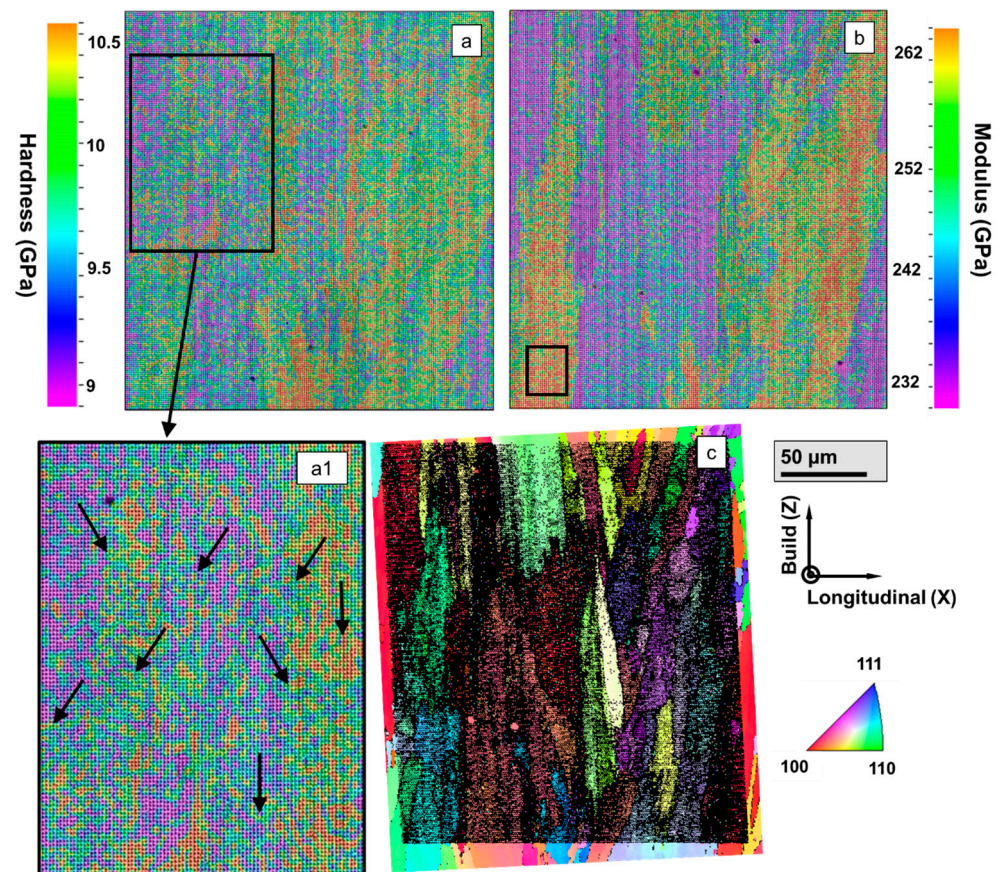 a
b
10.5
10
9.5
9
Hardness (GPa)
262
252
242
232
Modulus (GPa)
a1
c
50 µm
Build (Z)
Longitudinal (X)
111
100
110